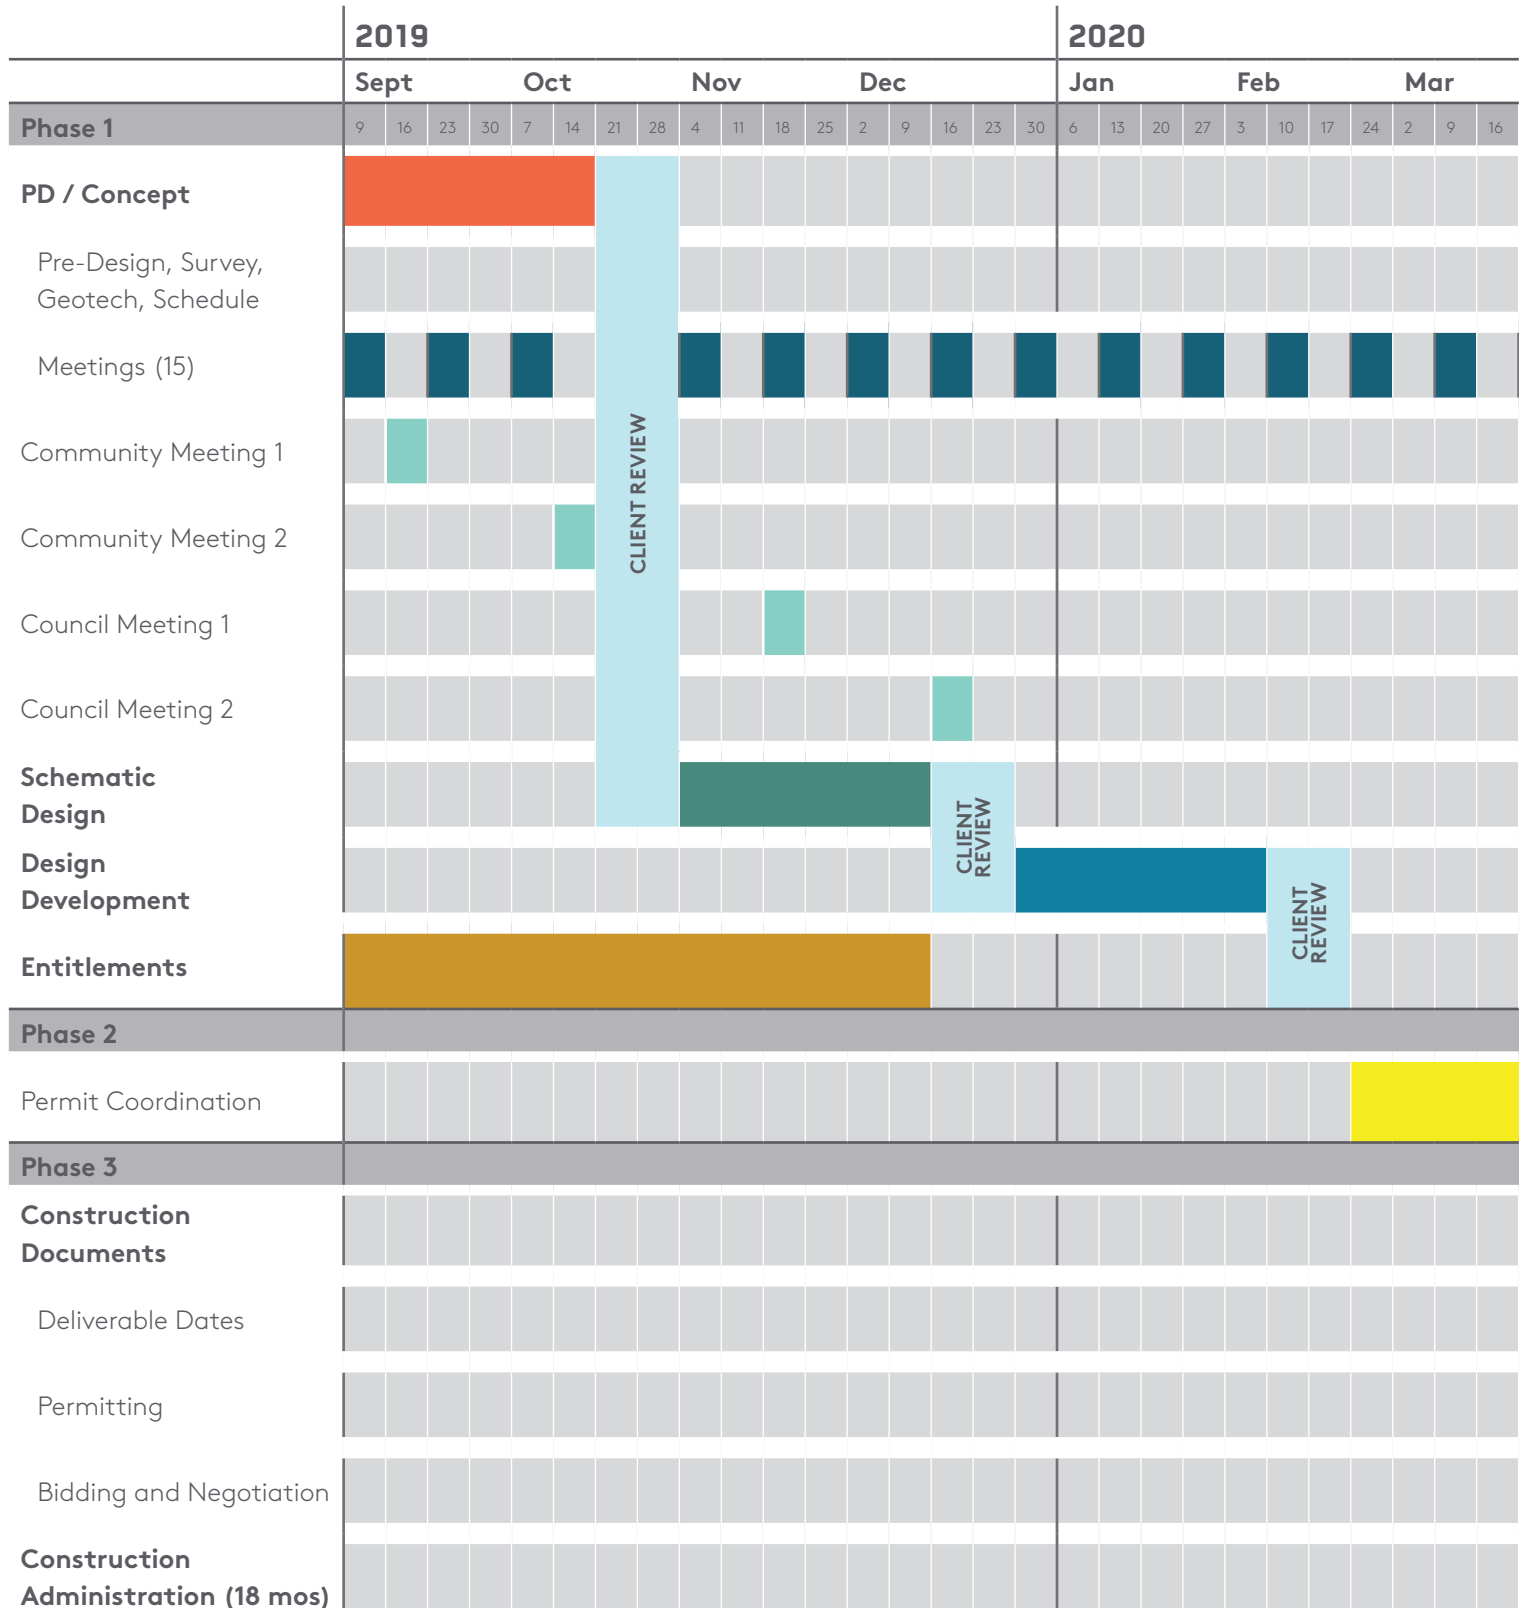 2019 2020
Sept Oct Nov Dec Jan Feb Mar
Phase 1 9 16 23 30 7 14 21 28 4 11 18 25 2 9 16 23 30 6 13 20 27 3 10 17 24 2 9 16
PD / Concept
Pre-Design, Survey,
Geotech, Schedule
Meetings (15)
Community Meeting 1
CLIENT REVIEW
Community Meeting 2
Council Meeting 1
Council Meeting 2
Schematic
Design
CLIENT
REVIEW
Design
Development
CLIENT
REVIEW
Entitlements
Phase 2
Permit Coordination
Phase 3
Construction
Documents
Deliverable Dates
Permitting
Bidding and Negotiation
Construction
Administration (18 mos)